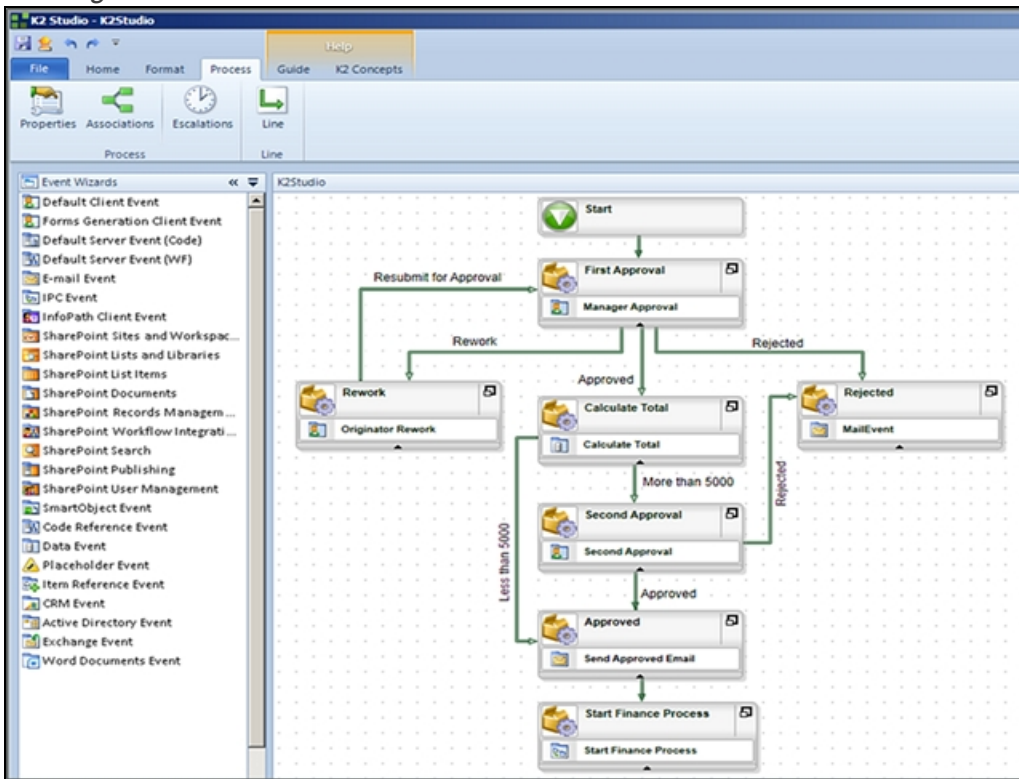 K2 Studio - K2Studio
Help
File Home Format Process Guide K2 Concepts
Properties Associations Escalations Line
Process Line
Event Wizards
K2Studio
Default Client Event
Forms Generation Client Event
Default Server Event (Code)
Default Server Event (WF)
E-mail Event
IPC Event
InfoPath Client Event
SharePoint Sites and Workspac...
SharePoint Lists and Libraries
SharePoint List Items
SharePoint Documents
SharePoint Records Managem...
SharePoint Workflow Integrati...
SharePoint Search
SharePoint Publishing
SharePoint User Management
SmartObject Event
Code Reference Event
Data Event
Placeholder Event
Item Reference Event
CRM Event
Active Directory Event
Exchange Event
Word Documents Event
Start
First Approval
Manager Approval
Resubmit for Approval
Rework
Rejected
Approved
Rework
Originator Rework
Calculate Total
Calculate Total
Rejected
MailEvent
More than 5000
Rejected
Less than 5000
Second Approval
Second Approval
Approved
Approved
Send Approved Email
Start Finance Process
Start Finance Process